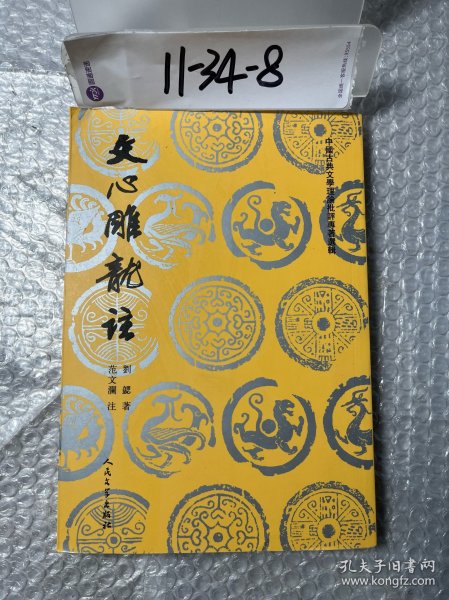 11-34-8
中國古典文學理論批評專著選輯
文心雕龍註
劉勰著
范文瀾注
人民文学出版社
孔夫子旧书网
www.kongfz.com